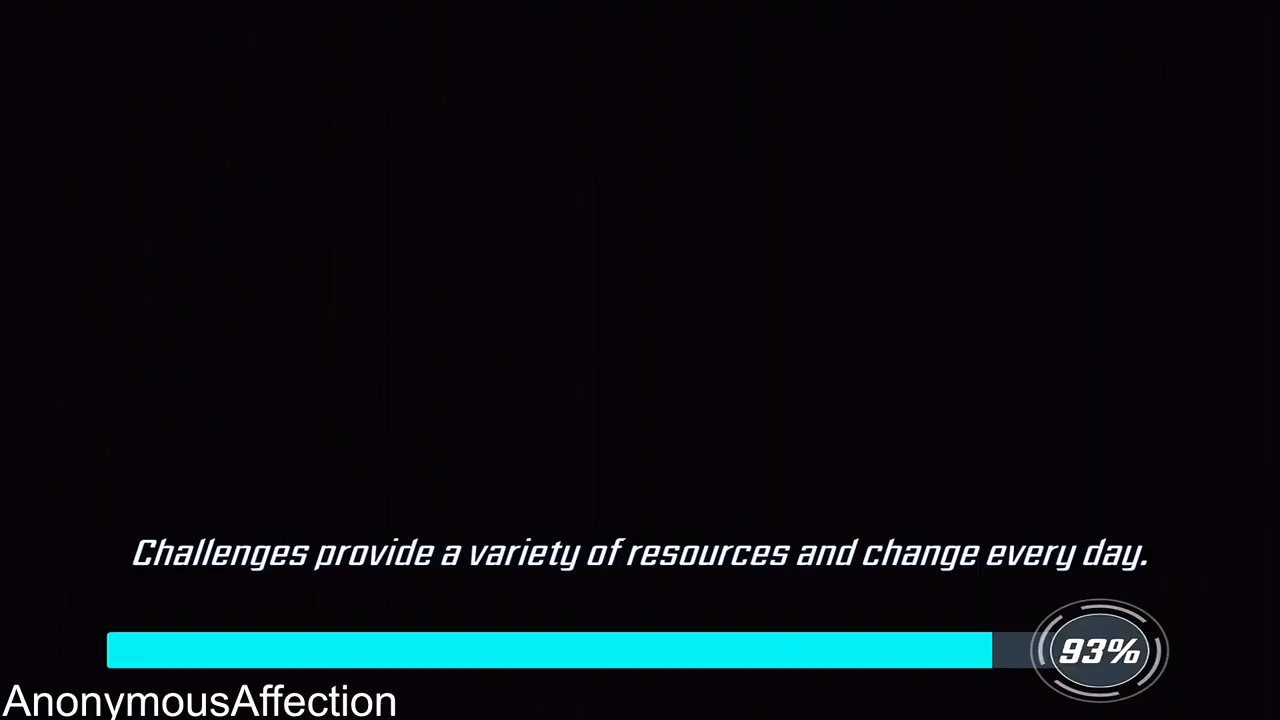 Challenges provide a variety of resources and change every day.
93%
AnonymousAffection